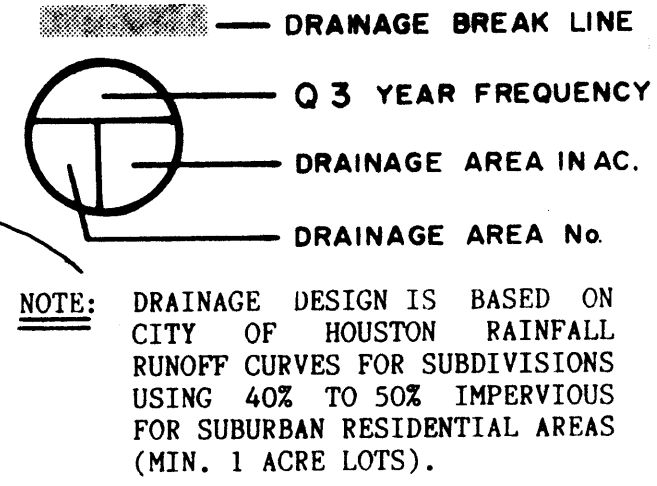 DRAINAGE BREAK LINE
Q 3 YEAR FREQUENCY
DRAINAGE AREA IN AC.
DRAINAGE AREA No.
NOTE: DRAINAGE DESIGN IS BASED ON
CITY OF HOUSTON RAINFALL
RUNOFF CURVES FOR SUBDIVISIONS
USING 40% TO 50% IMPERVIOUS
FOR SUBURBAN RESIDENTIAL AREAS
(MIN. 1 ACRE LOTS).